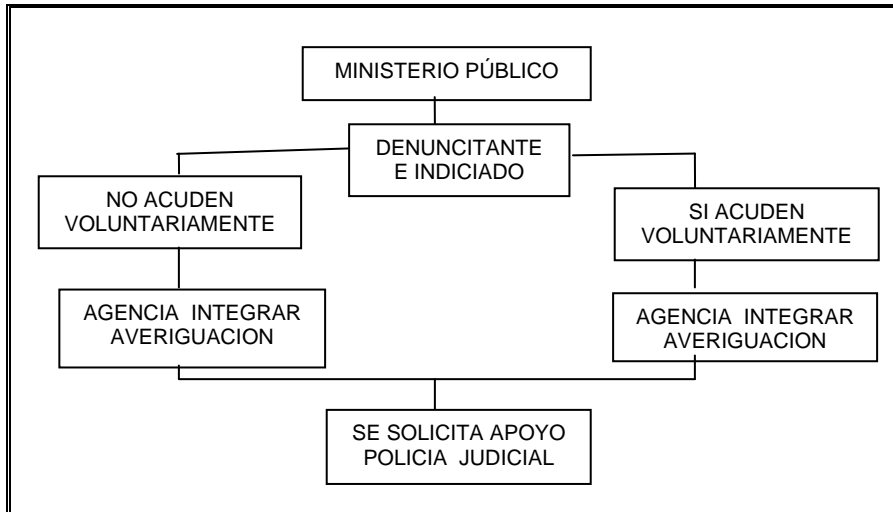 MINISTERIO PÚBLICO
DENUNCITANTE
E INDICIADO
NO ACUDEN
VOLUNTARIAMENTE
SI ACUDEN
VOLUNTARIAMENTE
AGENCIA INTEGRAR
AVERIGUACION
AGENCIA INTEGRAR
AVERIGUACION
SE SOLICITA APOYO
POLICIA JUDICIAL